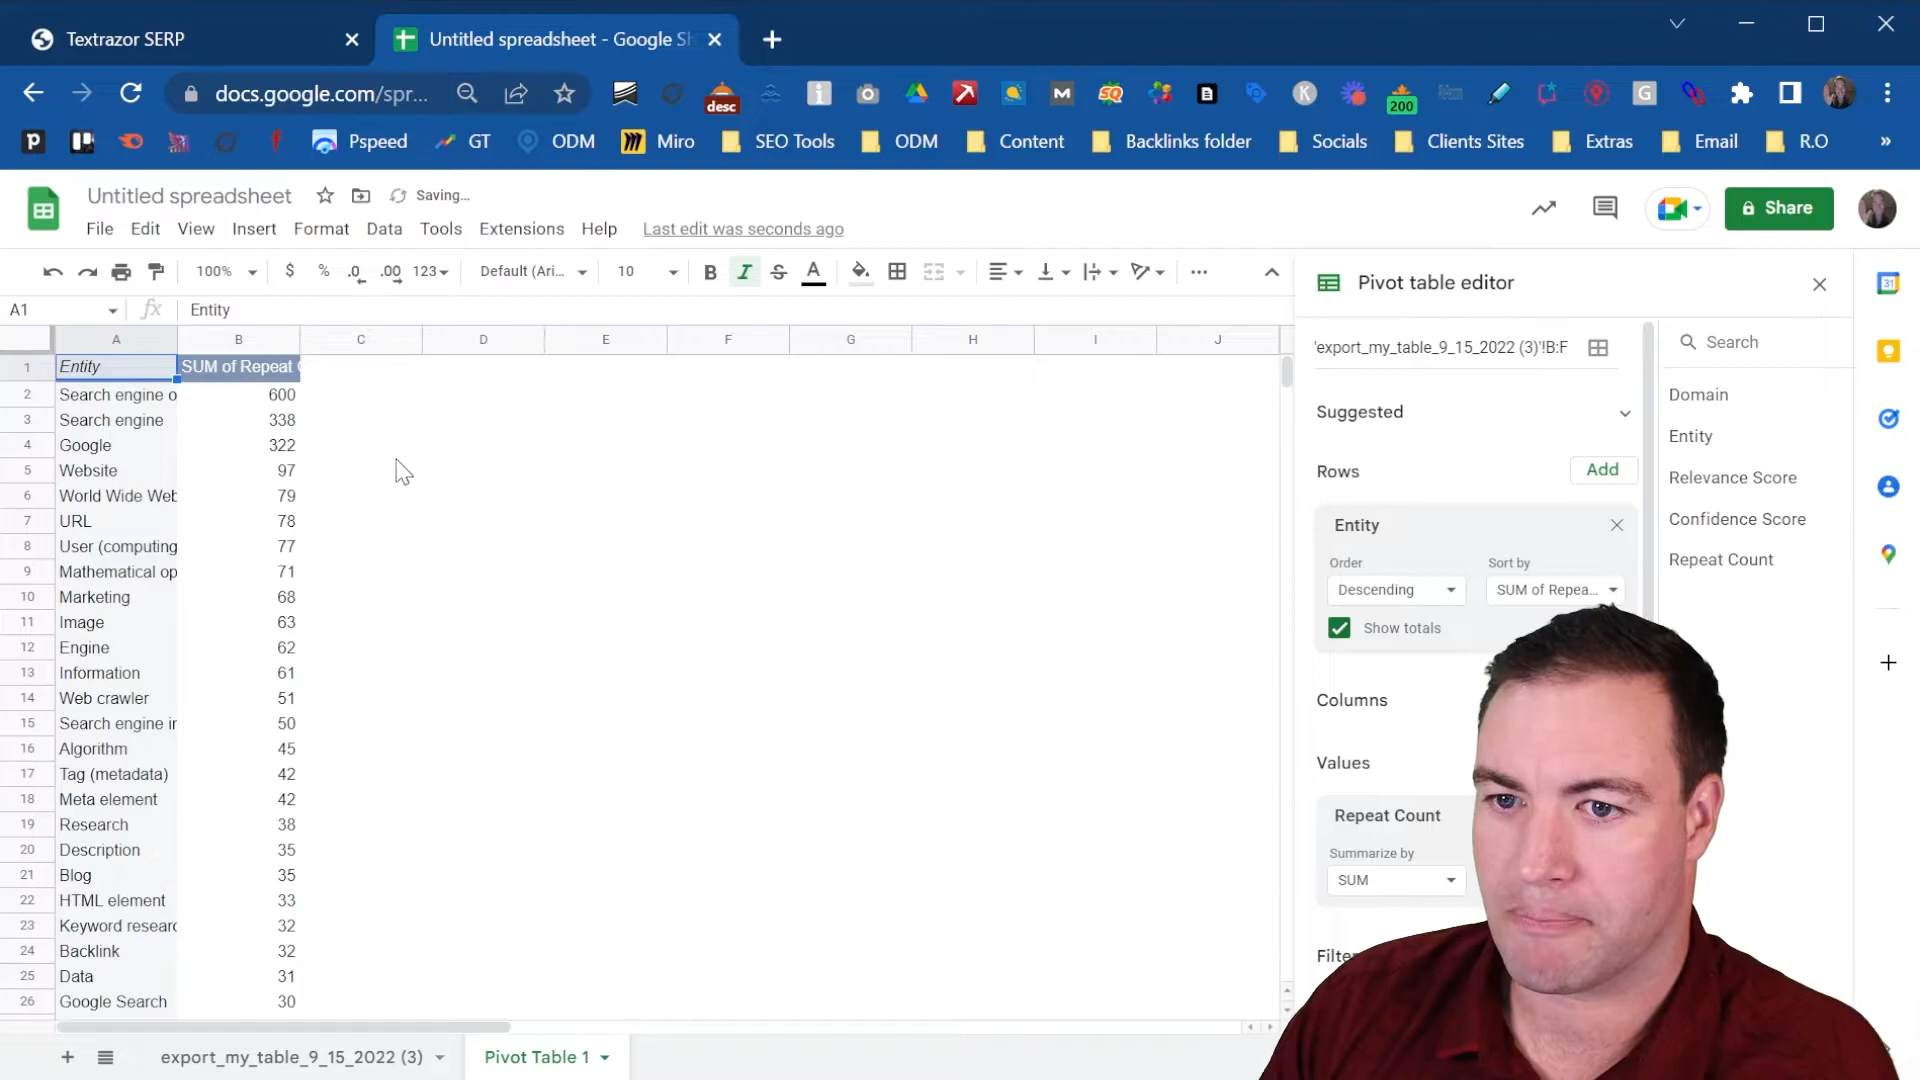 Textrazor SERP
Untitled spreadsheet - Google Sh
docs.google.com/spr...
desc
200
Pspeed
GT
ODM
Miro
SEO Tools
ODM
Content
Backlinks folder
Socials
Clients Sites
Extras
Email
R.O
»
Untitled spreadsheet
Saving...
Share
File Edit View Insert Format Data Tools Extensions Help Last edit was seconds ago
100% $ % .0 .00 123 Default (Ari... 10 B I S A
A1 fx Entity
Pivot table editor
A B C D E F G H I J
1 Entity SUM of Repeat
2 Search engine o 600
3 Search engine 338
4 Google 322
5 Website 97
6 World Wide Web 79
7 URL 78
8 User (computing 77
9 Mathematical op 71
10 Marketing 68
11 Image 63
12 Engine 62
13 Information 61
14 Web crawler 51
15 Search engine in 50
16 Algorithm 45
17 Tag (metadata) 42
18 Meta element 42
19 Research 38
20 Description 35
21 Blog 35
22 HTML element 33
23 Keyword researc 32
24 Backlink 32
25 Data 31
26 Google Search 30
'export_my_table_9_15_2022 (3)'!B:F
Suggested
Rows
Add
Entity
Order
Sort by
Descending
SUM of Repea...
Show totals
Columns
Values
Repeat Count
Summarize by
SUM
Filte
Search
Domain
Entity
Relevance Score
Confidence Score
Repeat Count
31
export_my_table_9_15_2022 (3)
Pivot Table 1